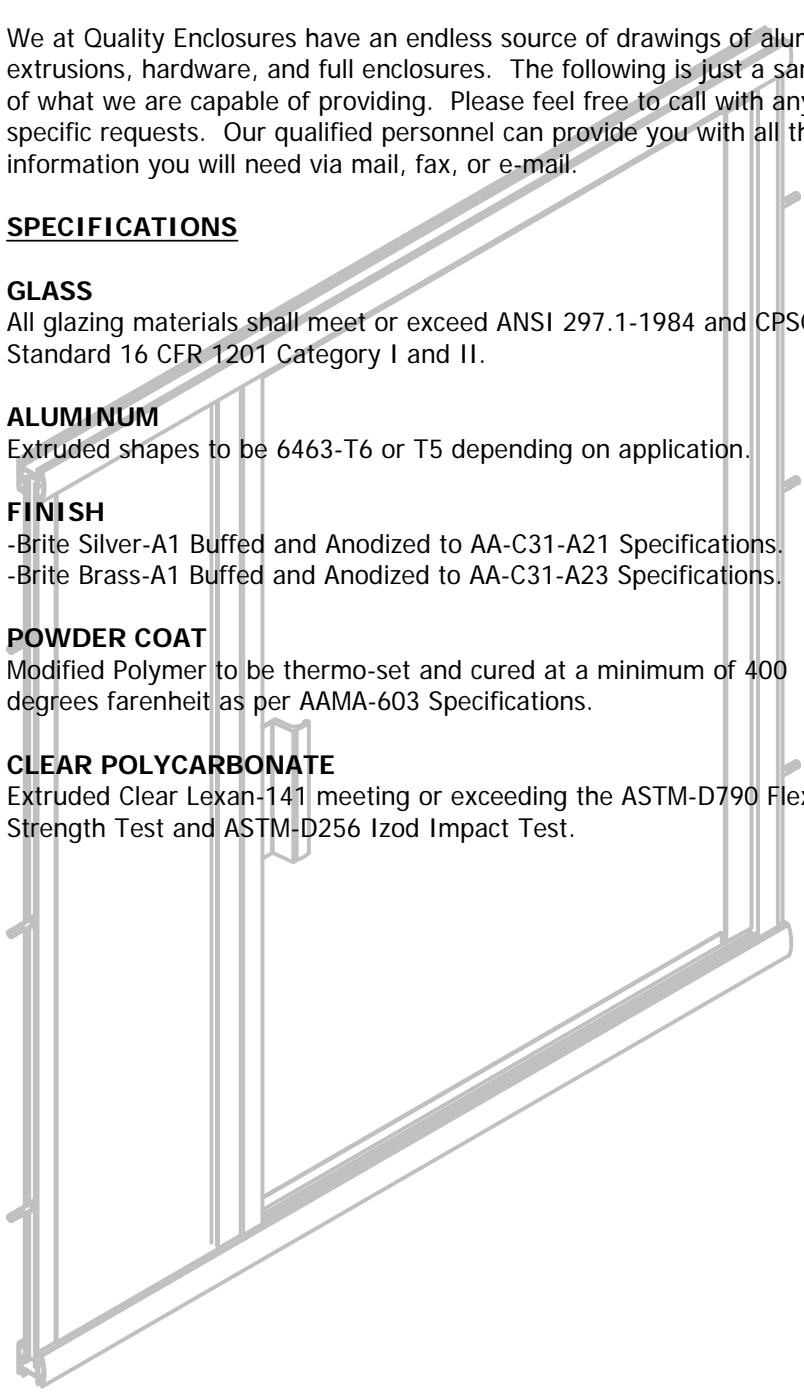 We at Quality Enclosures have an endless source of drawings of alum
extrusions, hardware, and full enclosures. The following is just a sam
of what we are capable of providing. Please feel free to call with any
specific requests. Our qualified personnel can provide you with all th
information you will need via mail, fax, or e-mail.
SPECIFICATIONS
GLASS
All glazing materials shall meet or exceed ANSI 297.1-1984 and CPSC
Standard 16 CFR 1201 Category I and II.
ALUMINUM
Extruded shapes to be 6463-T6 or T5 depending on application.
FINISH
-Brite Silver-A1 Buffed and Anodized to AA-C31-A21 Specifications.
-Brite Brass-A1 Buffed and Anodized to AA-C31-A23 Specifications.
POWDER COAT
Modified Polymer to be thermo-set and cured at a minimum of 400
degrees farenheit as per AAMA-603 Specifications.
CLEAR POLYCARBONATE
Extruded Clear Lexan-141 meeting or exceeding the ASTM-D790 Flex
Strength Test and ASTM-D256 Izod Impact Test.